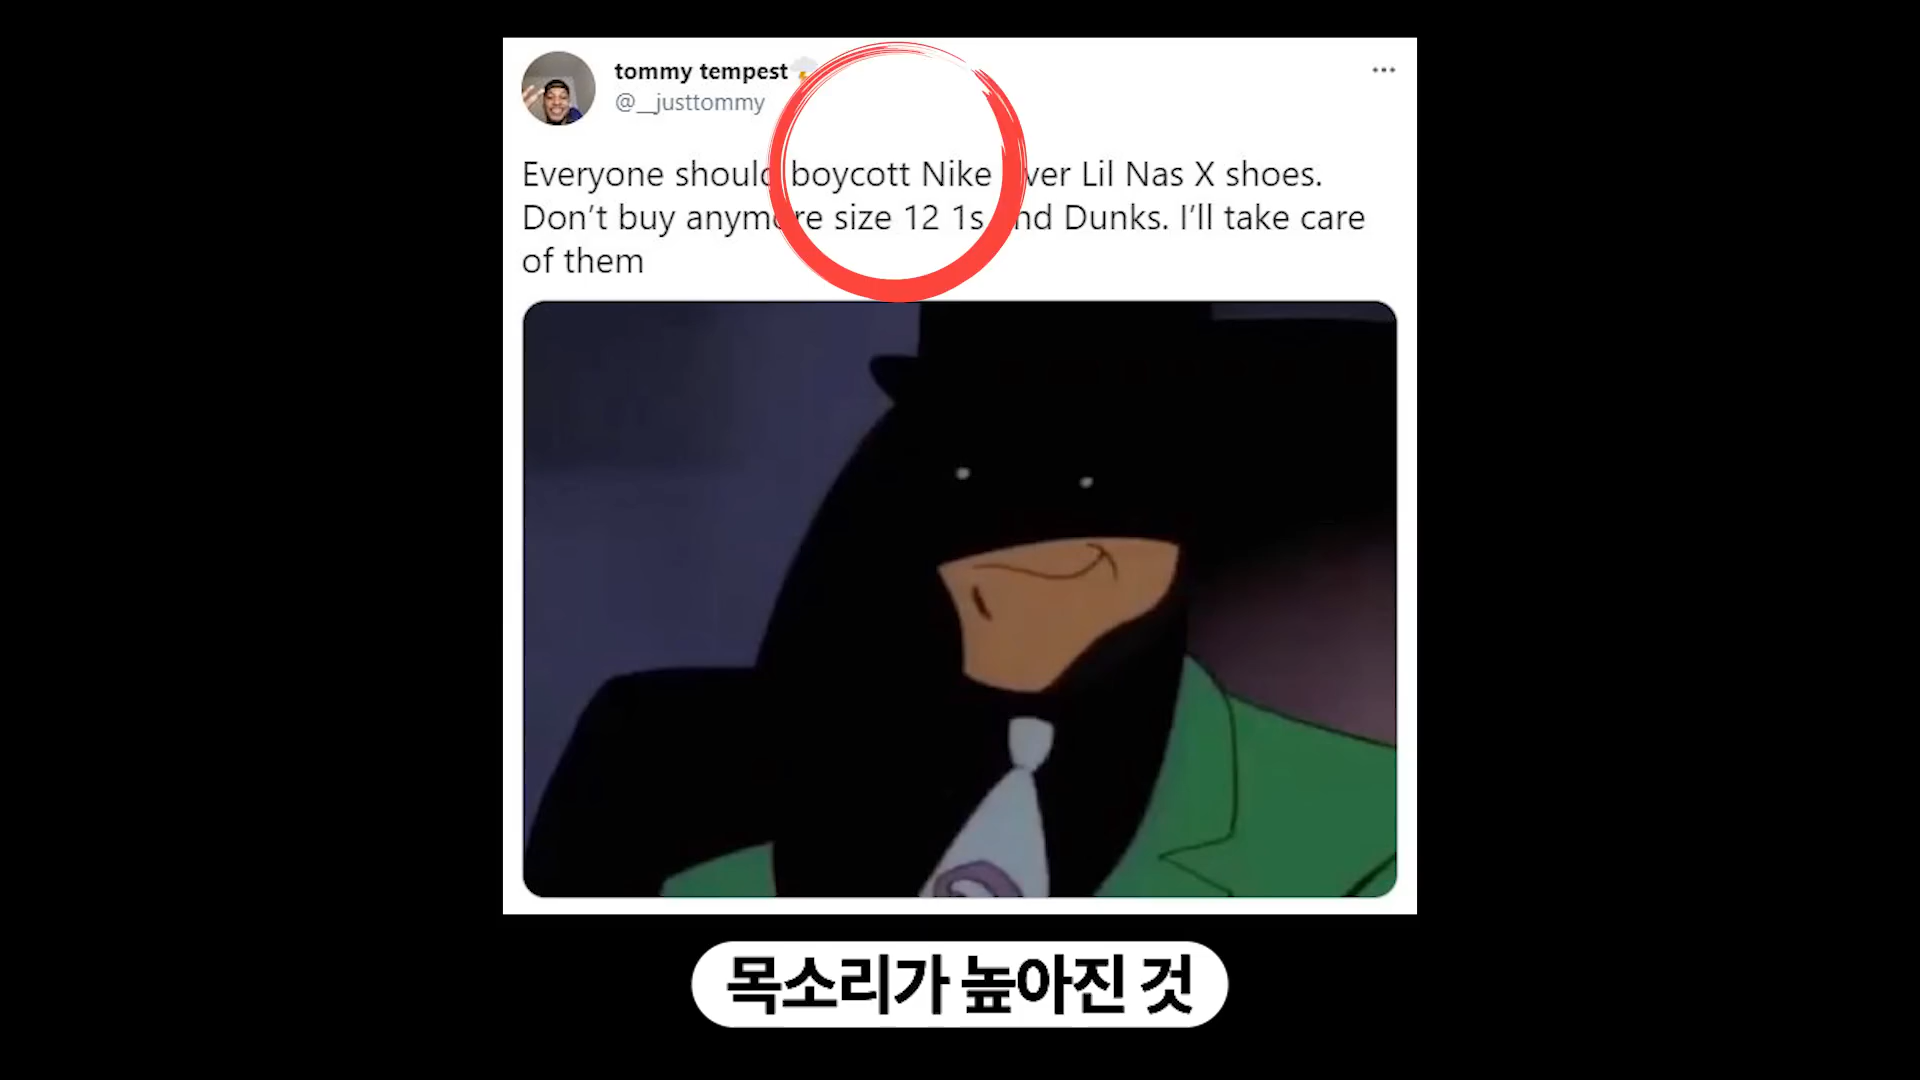 tommy tempest
@__justtommy
Everyone should boycott Nike over Lil Nas X shoes.
Don’t buy anymore size 12 1s and Dunks. I’ll take care
of them
목소리가 높아진 것